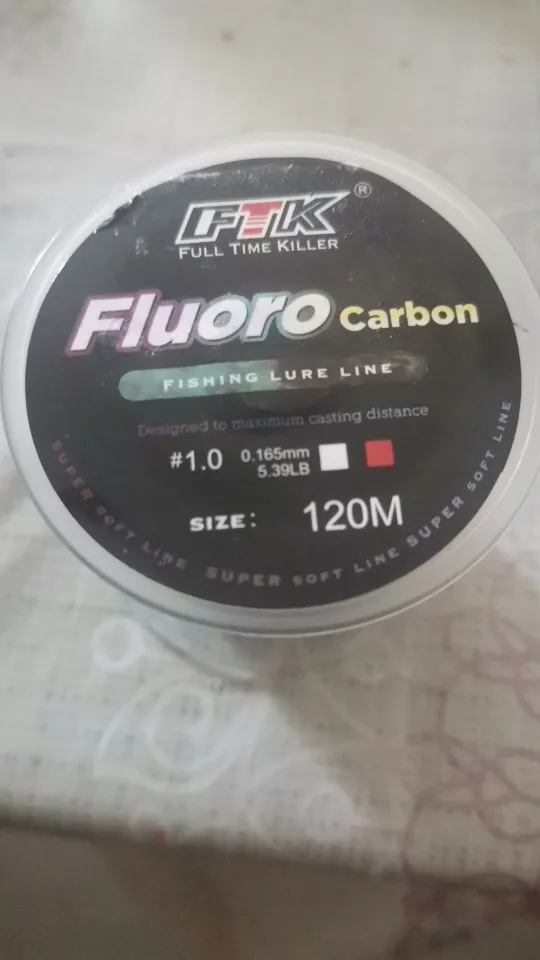 FTK ®
FULL TIME KILLER
Fluoro Carbon
FISHING LURE LINE
Designed to maximum casting distance
#1.0 0.165mm
5.39LB
SIZE: 120M
SUPER SOFT LINE SUPER SOFT LINE SUPER SOFT LINE